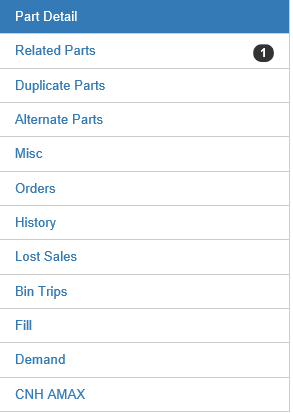 Part Detail
Related Parts 1
Duplicate Parts
Alternate Parts
Misc
Orders
History
Lost Sales
Bin Trips
Fill
Demand
CNH AMAX